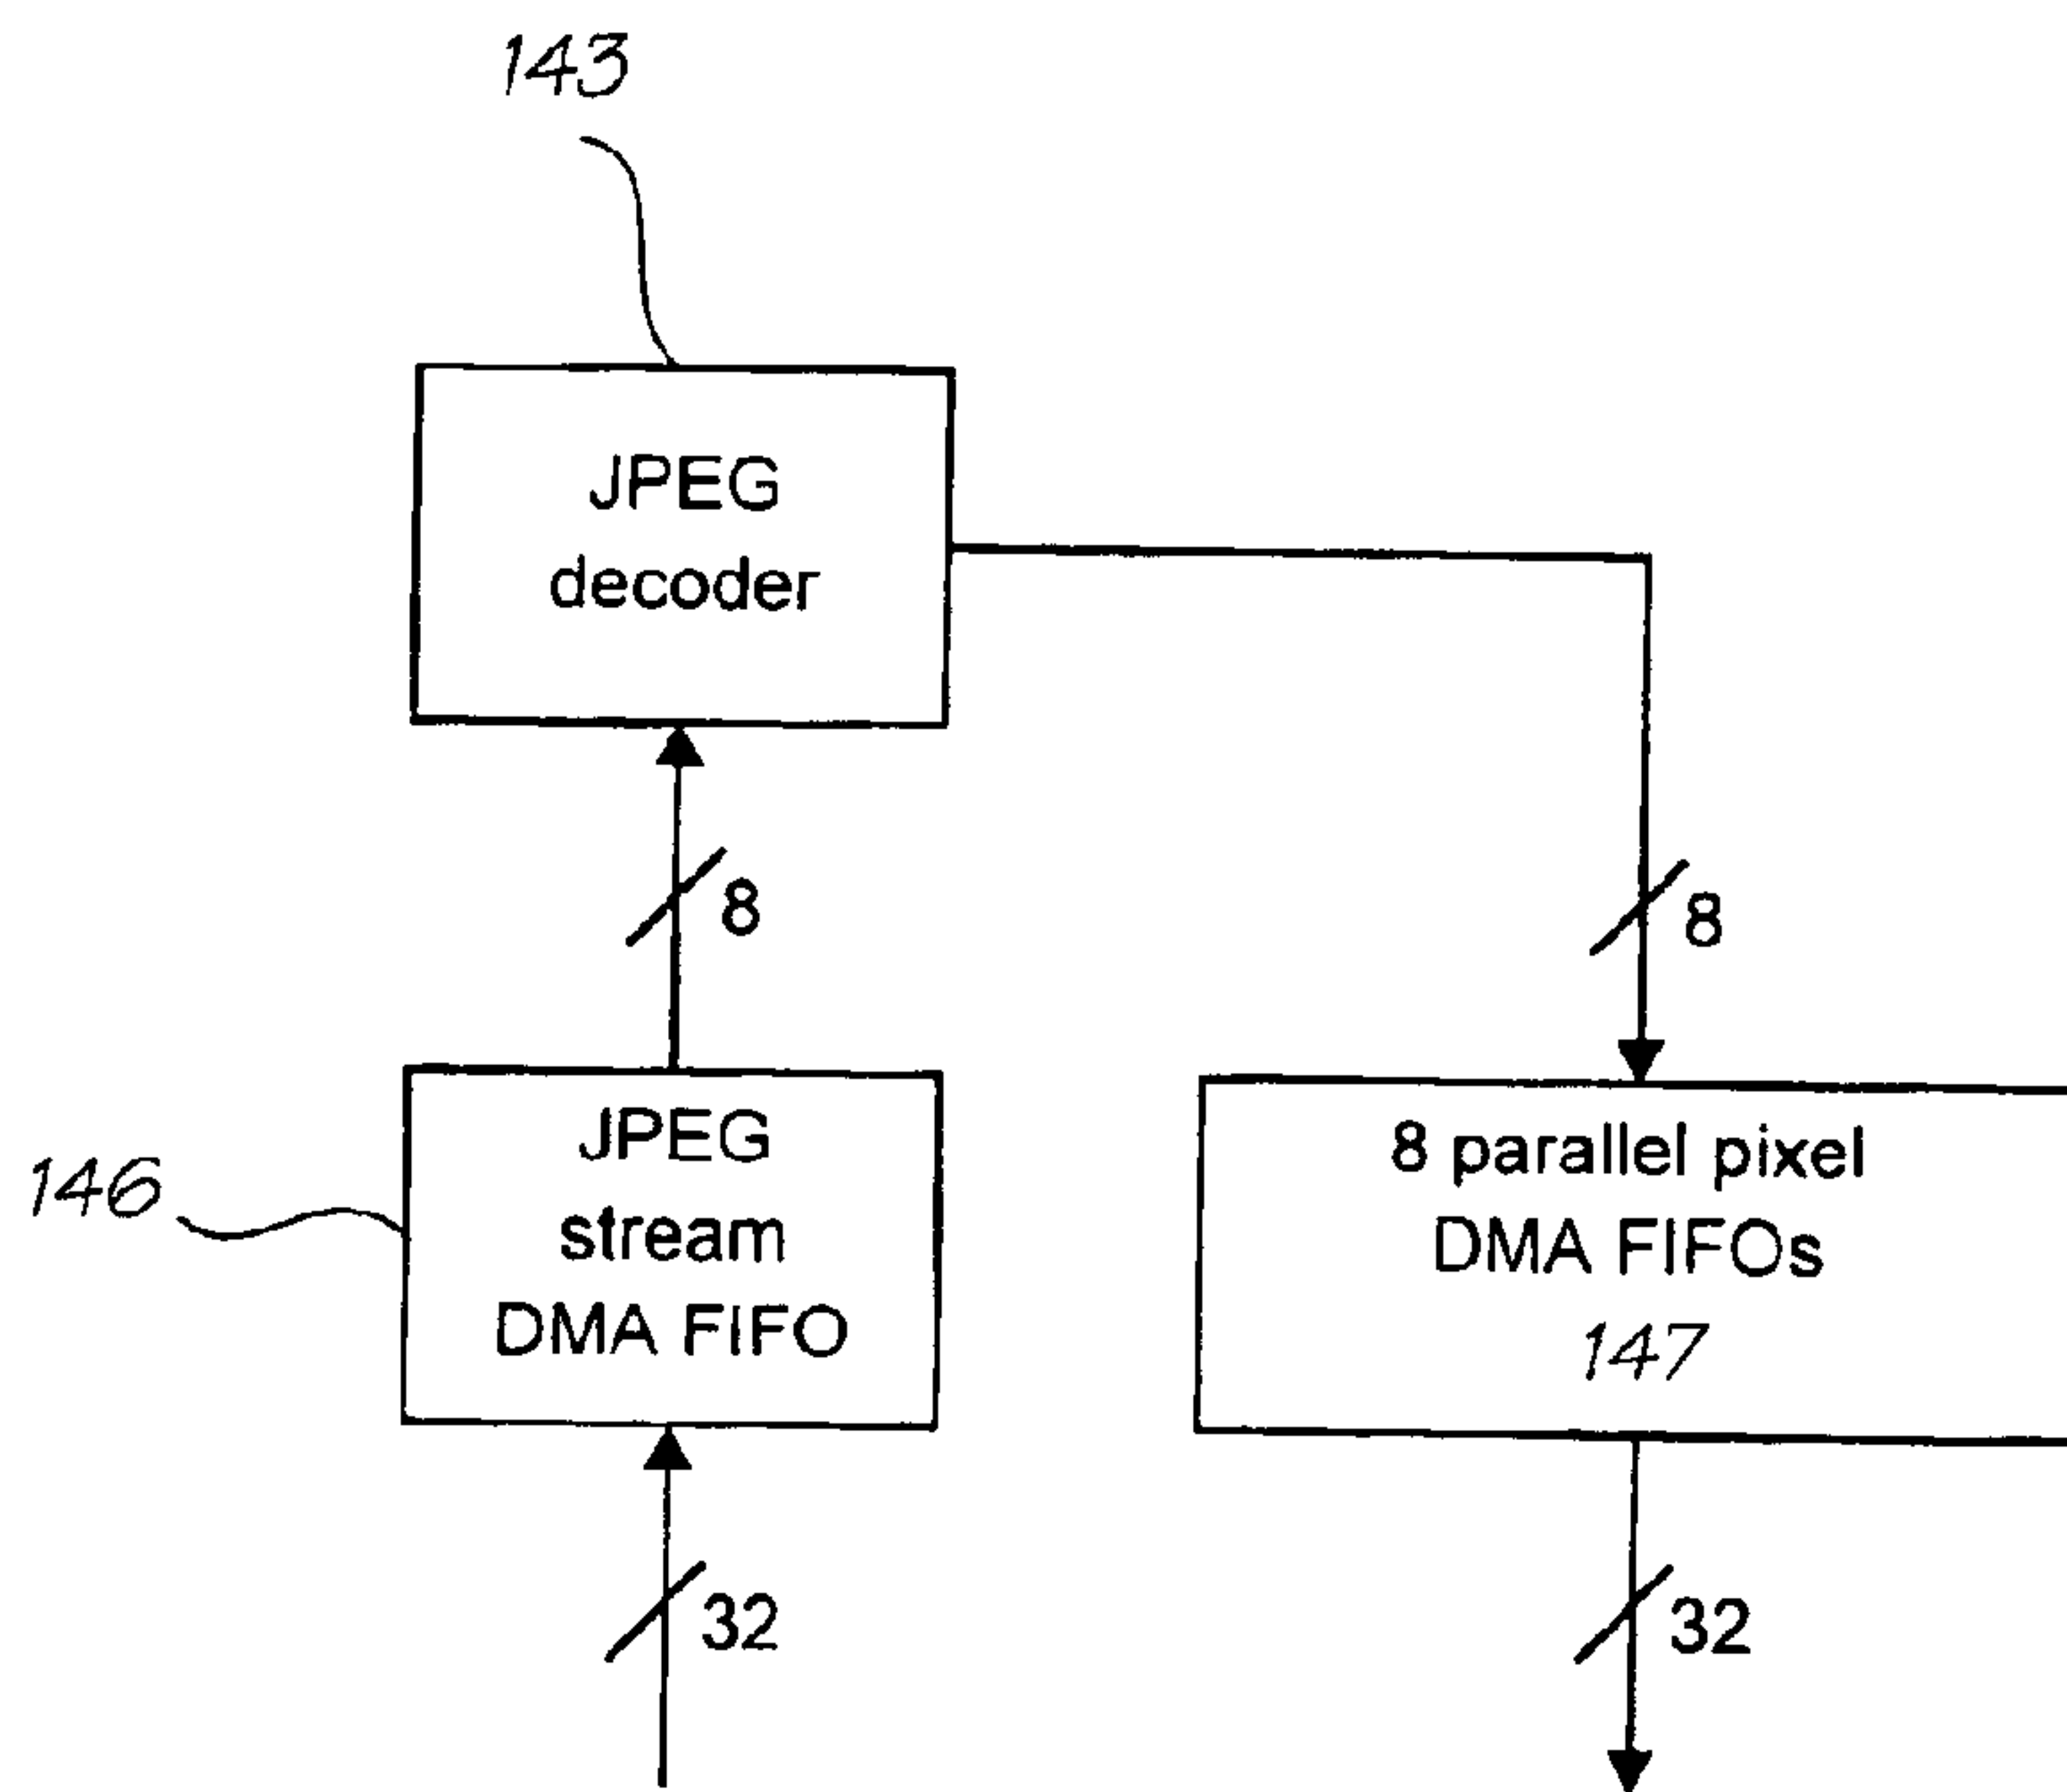 143
JPEG
decoder
8
8
146
JPEG
stream
DMA FIFO
8 parallel pixel
DMA FIFOs
147
32
32